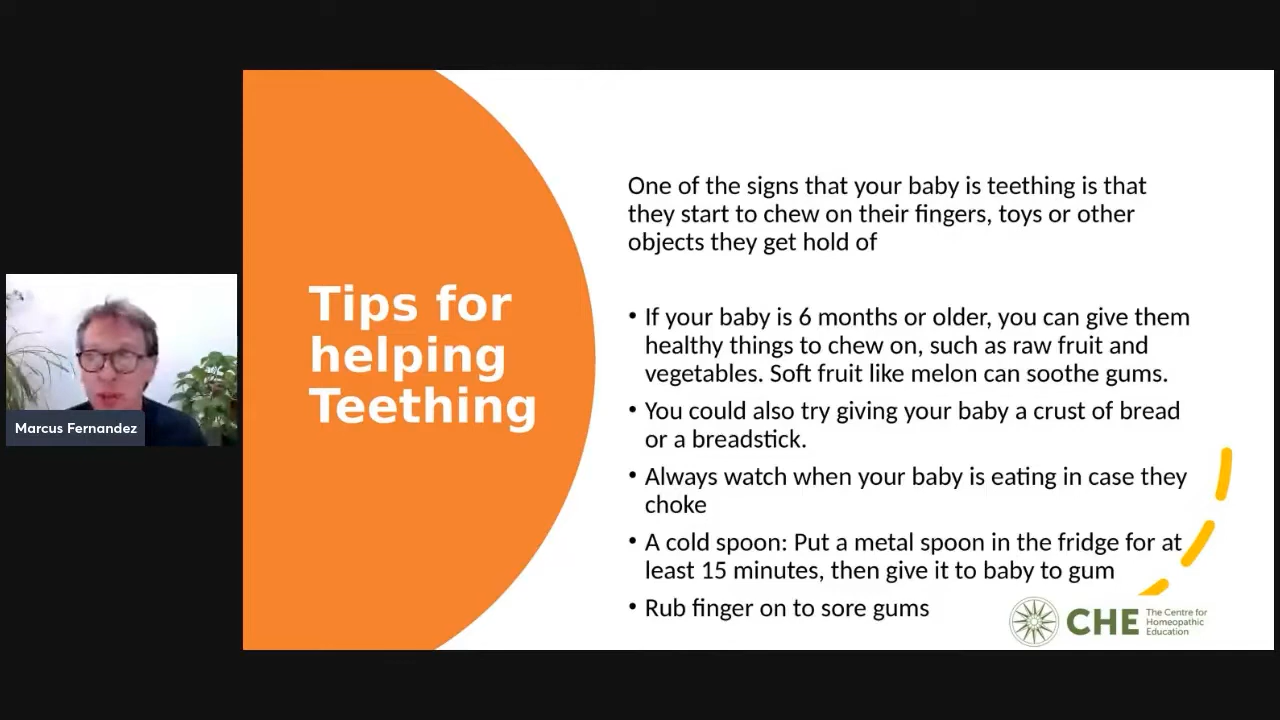 Tips for
helping
Teething
One of the signs that your baby is teething is that
they start to chew on their fingers, toys or other
objects they get hold of
• If your baby is 6 months or older, you can give them
healthy things to chew on, such as raw fruit and
vegetables. Soft fruit like melon can soothe gums.
• You could also try giving your baby a crust of bread
or a breadstick.
• Always watch when your baby is eating in case they
choke
• A cold spoon: Put a metal spoon in the fridge for at
least 15 minutes, then give it to baby to gum
• Rub finger on to sore gums
CHE
The Centre for
Homeopathic
Education
Marcus Fernandez